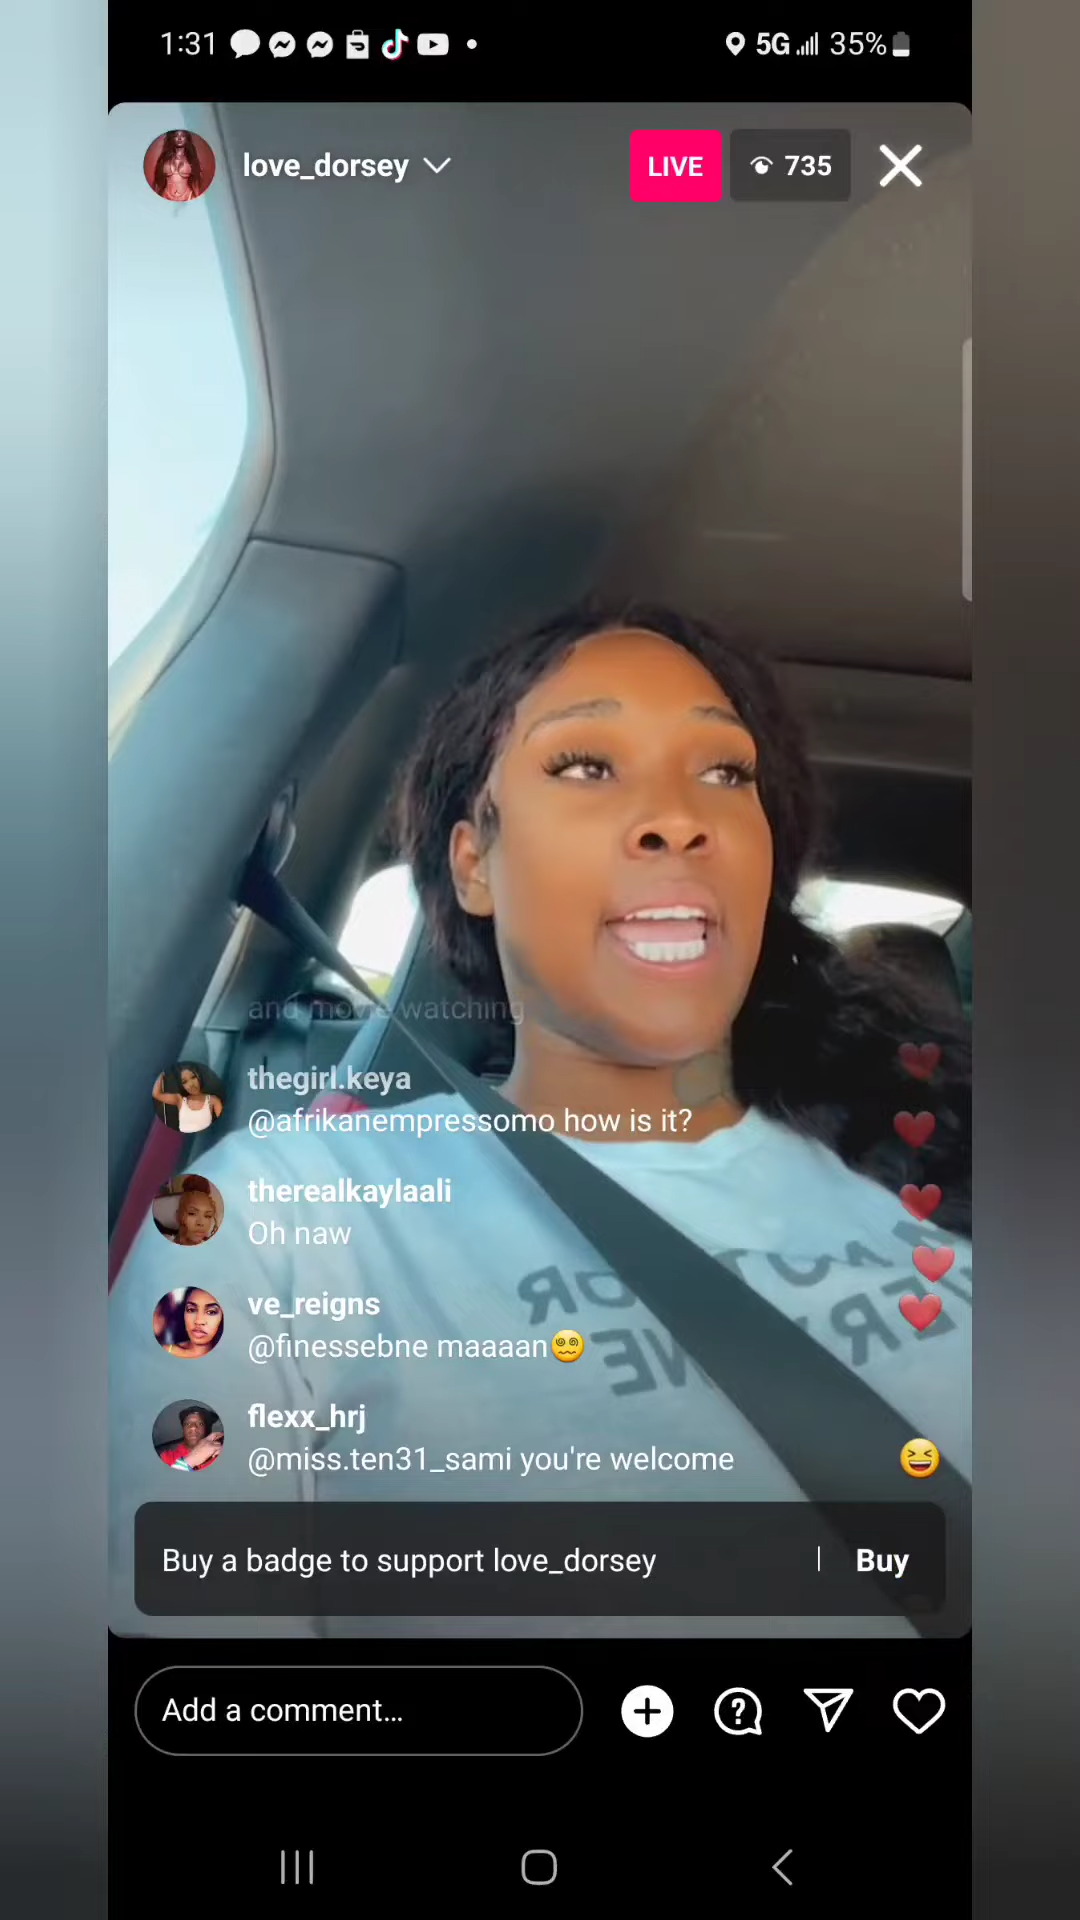 1:31
5G 35%
love_dorsey
LIVE
735
and movie watching
thegirl.keya
@afrikanempressomo how is it?
therealkaylaali
Oh naw
ve_reigns
@finessebne maaaan😵‍💫
flexx_hrj
@miss.ten31_sami you're welcome
Buy a badge to support love_dorsey | Buy
Add a comment...